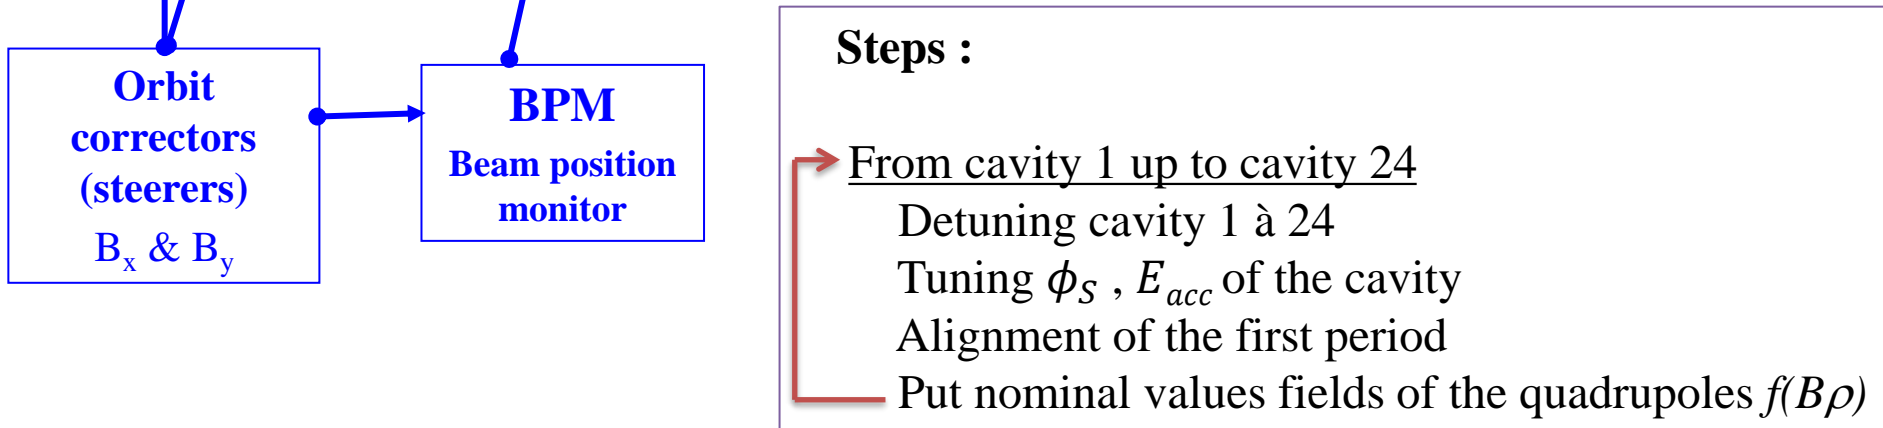 Orbit
correctors
(steerers)
Bx & By
BPM
Beam position
monitor
Steps :
From cavity 1 up to cavity 24
Detuning cavity 1 à 24
Tuning ϕS , Eacc of the cavity
Alignment of the first period
Put nominal values fields of the quadrupoles f(Bρ)